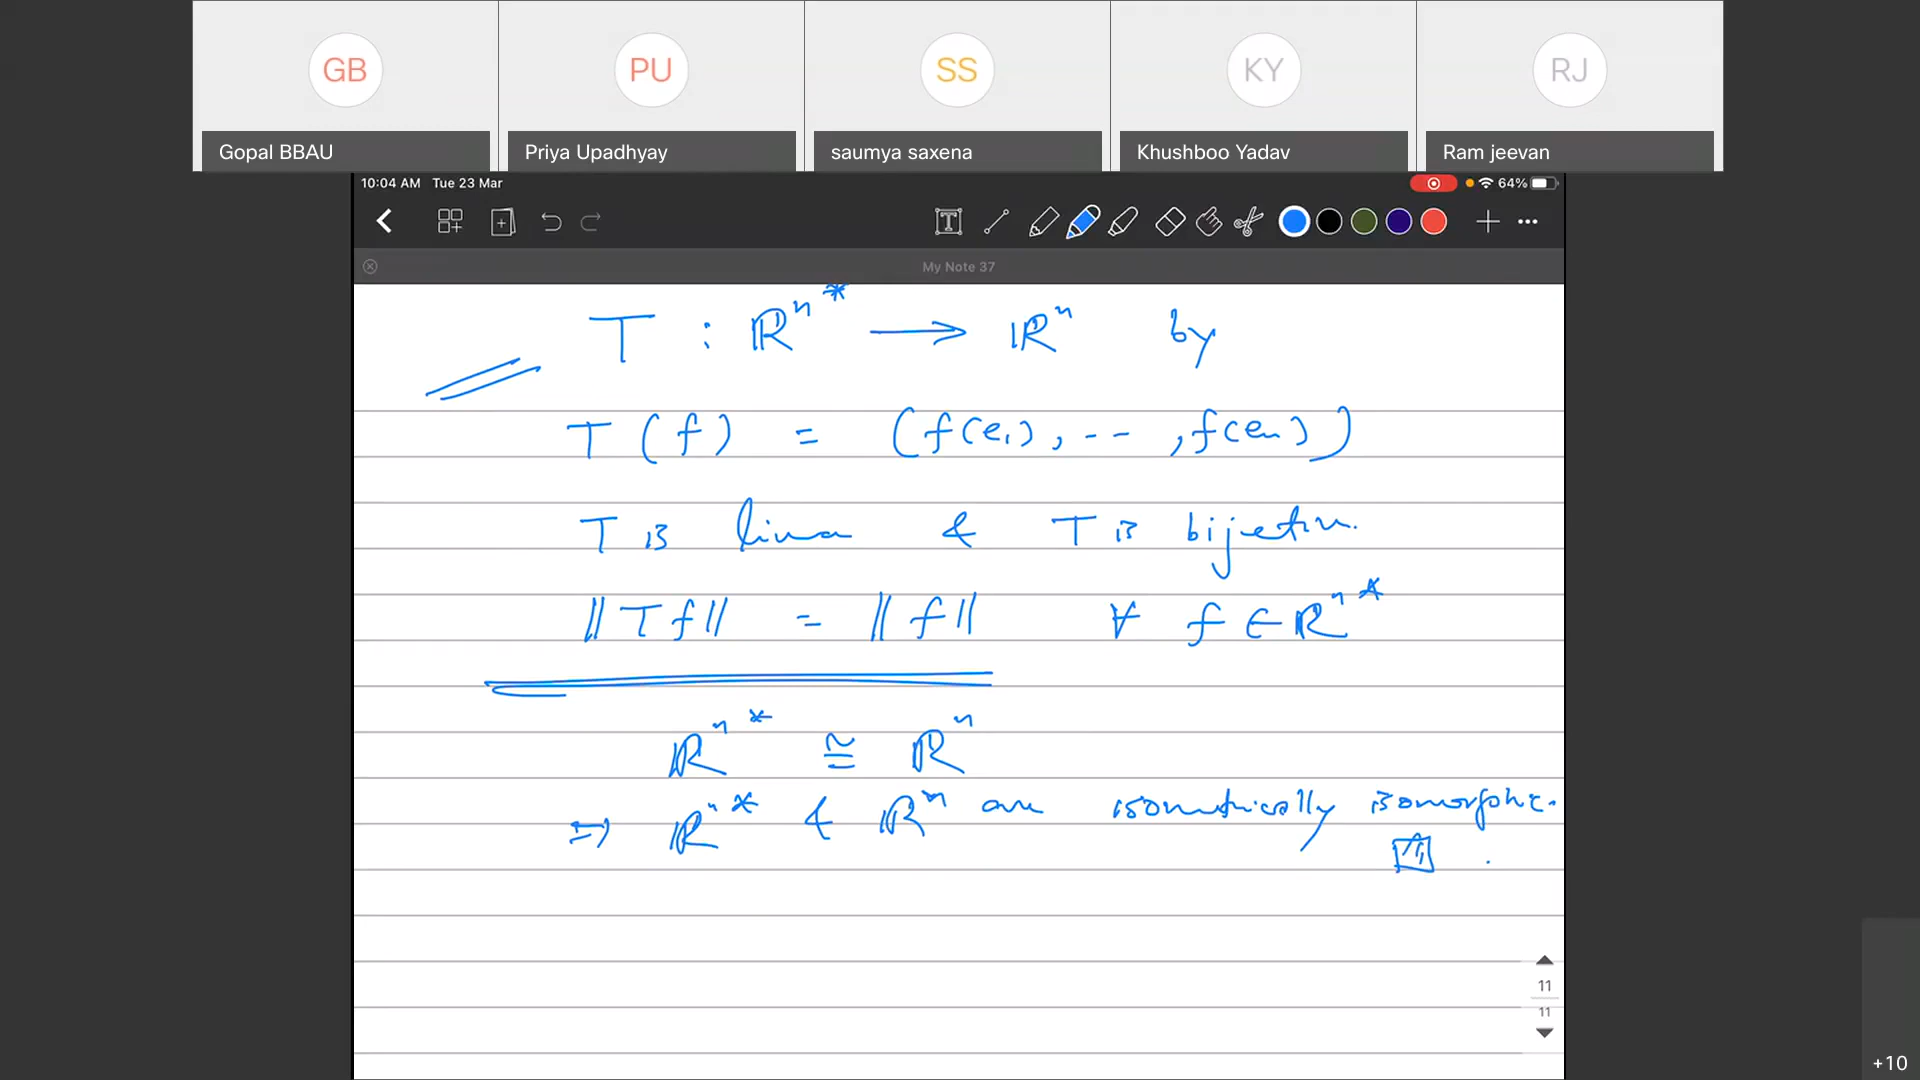 GB PU SS KY RJ
Gopal BBAU Priya Upadhyay saumya saxena Khushboo Yadav Ram jeevan
10:04 AM Tue 23 Mar 64%
T
My Note 37
T : ℝⁿ* ⟶ ℝⁿ by
T(f) = (f(e₁), -- , f(eₙ))
T is linear & T is bijection.
||Tf|| = ||f|| ∀ f ∈ ℝⁿ*
ℝⁿ* ≅ ℝⁿ
⇒ ℝⁿ* & ℝⁿ are isometrically isomorphic.
11
11
+10